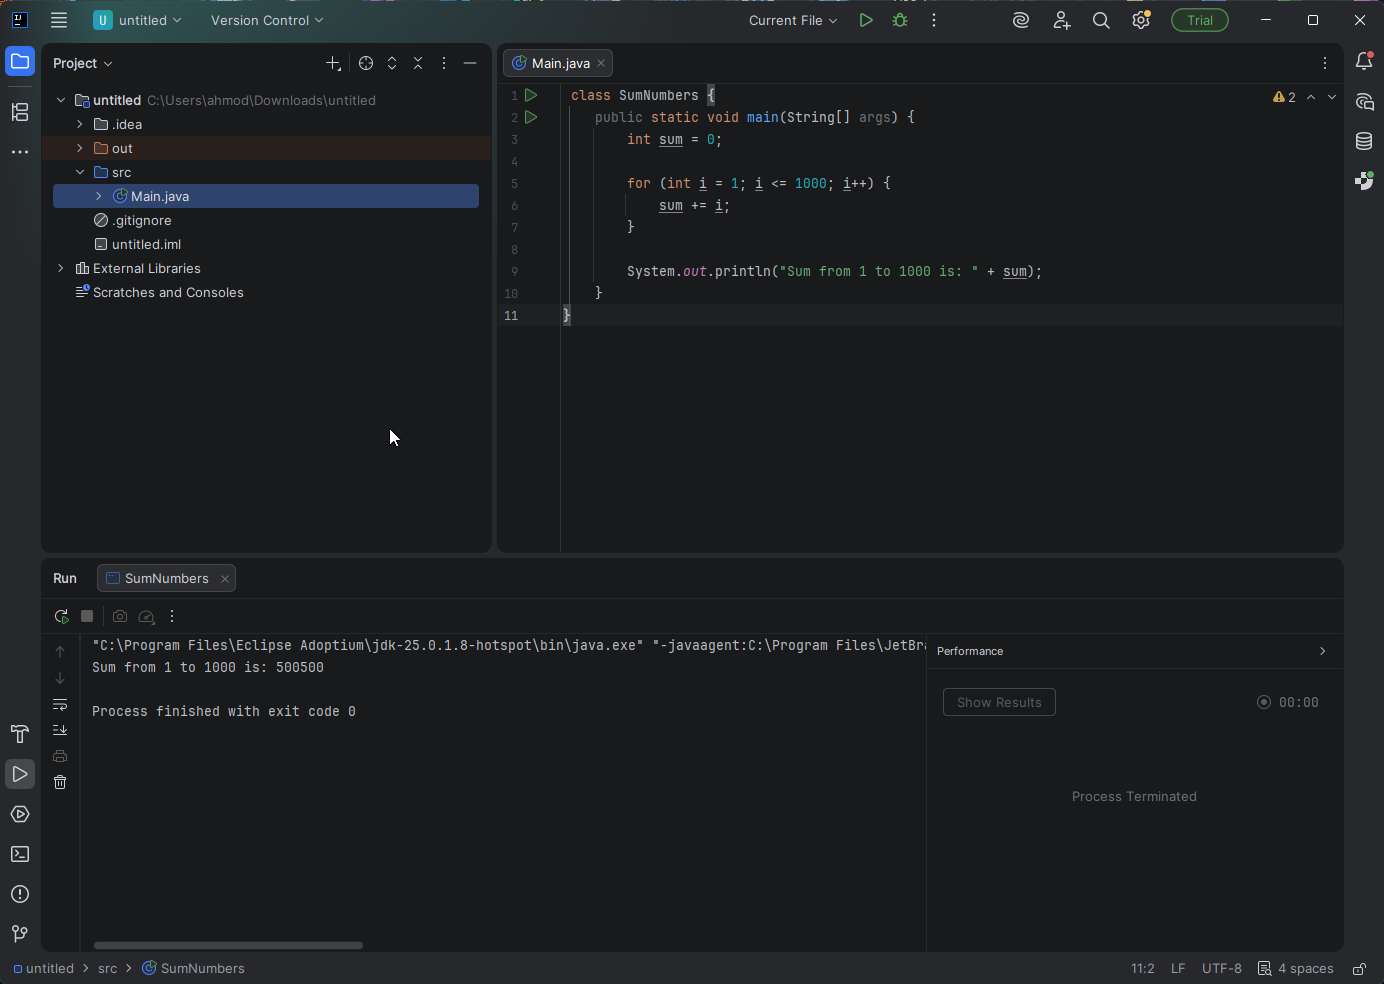 U untitled Version Control Current File Trial
Project
Main.java
untitled C:\Users\ahmod\Downloads\untitled
.idea
out
src
Main.java
.gitignore
untitled.iml
External Libraries
Scratches and Consoles
2
1 class SumNumbers {
2 public static void main(String[] args) {
3 int sum = 0;
4
5 for (int i = 1; i <= 1000; i++) {
6 sum += i;
7 }
8
9 System.out.println("Sum from 1 to 1000 is: " + sum);
10 }
11 }
Run SumNumbers
"C:\Program Files\Eclipse Adoptium\jdk-25.0.1.8-hotspot\bin\java.exe" "-javaagent:C:\Program Files\JetBra
Sum from 1 to 1000 is: 500500
Process finished with exit code 0
Performance
Show Results 00:00
Process Terminated
untitled > src > SumNumbers 11:2 LF UTF-8 4 spaces